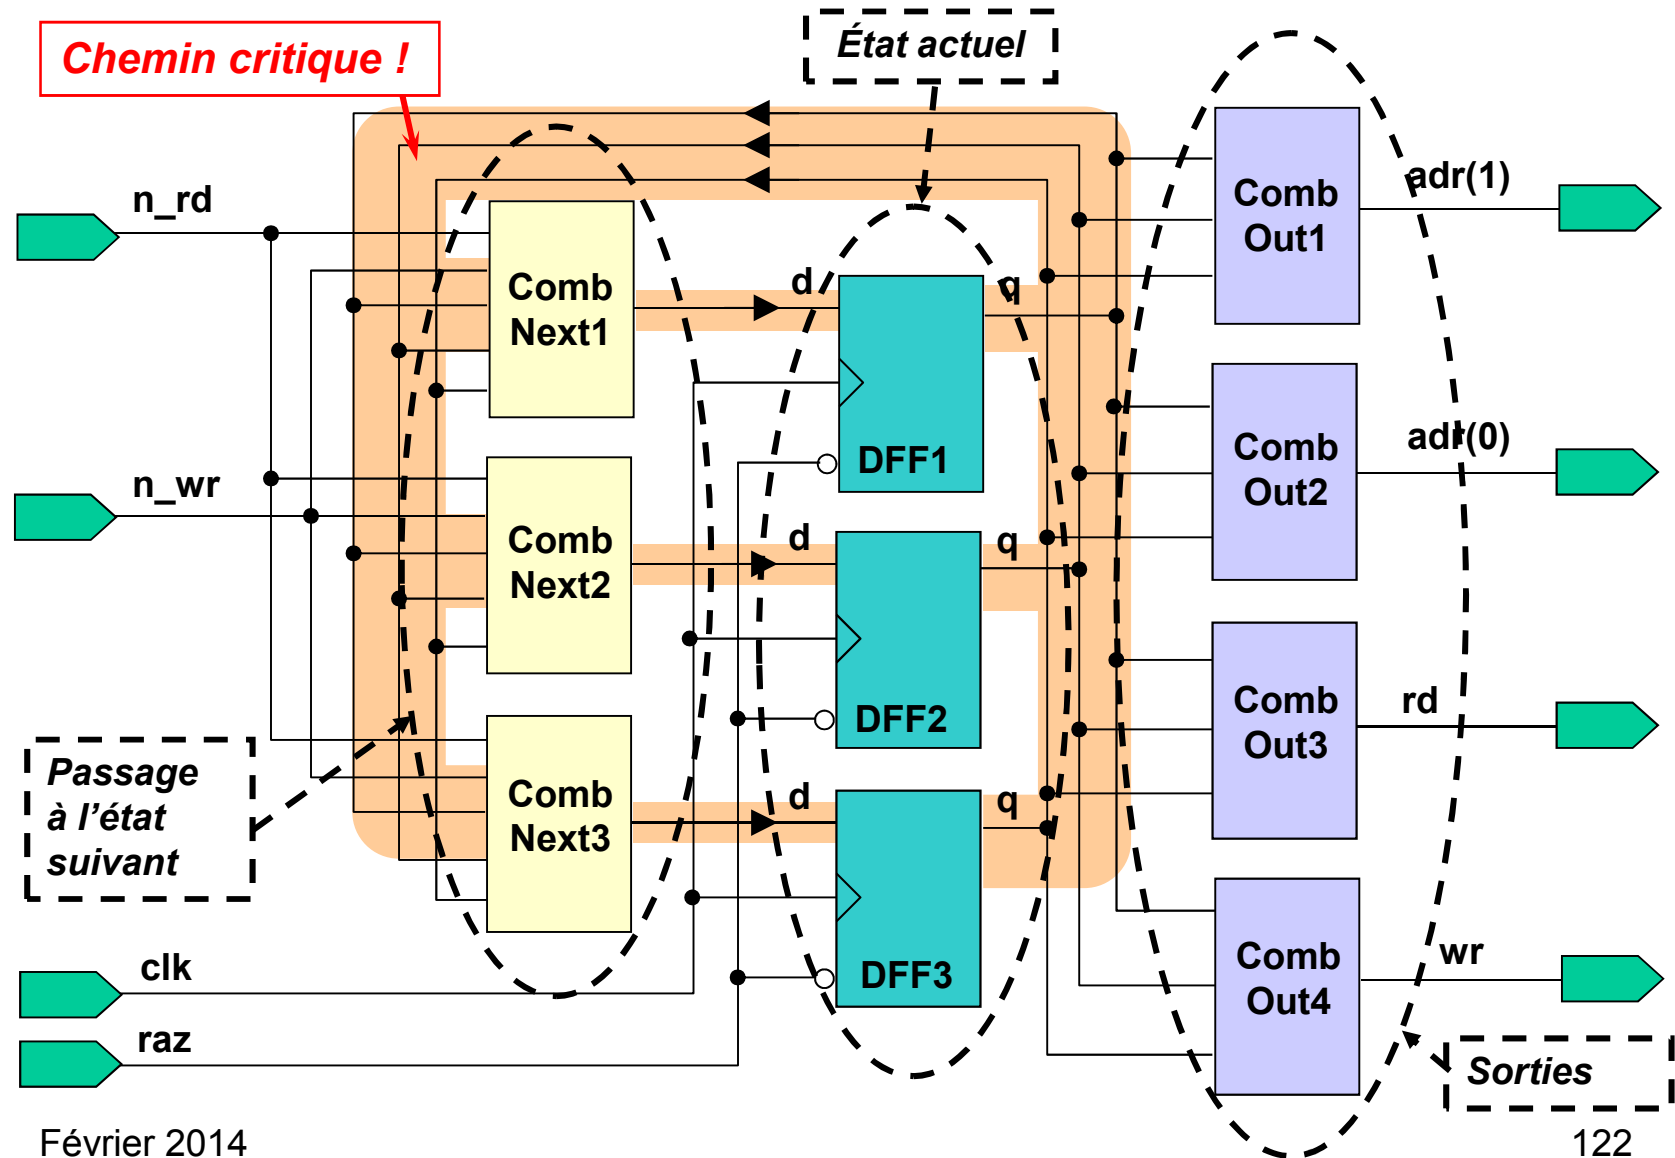 Chemin critique !
État actuel
n_rd
Comb
Next1
d
q
DFF1
Comb
Out1
adr(1)
n_wr
Comb
Next2
d
q
DFF2
Comb
Out2
adr(0)
Passage
à l’état
suivant
Comb
Next3
d
q
DFF3
Comb
Out3
rd
clk
raz
Comb
Out4
wr
Sorties
Février 2014
122